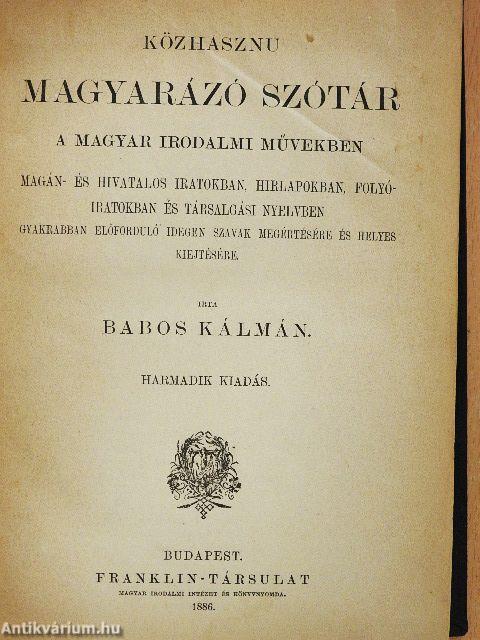 KÖZHASZNU
MAGYARÁZÓ SZÓTÁR
A MAGYAR IRODALMI MŰVEKBEN
MAGÁN- ÉS HIVATALOS IRATOKBAN, HIRLAPOKBAN, FOLYÓ-
IRATOKBAN ÉS TÁRSALGÁSI NYELVBEN
GYAKRABBAN ELŐFORDULÓ IDEGEN SZAVAK MEGÉRTÉSÉRE ÉS HELYES
KIEJTÉSÉRE.
IRTA
BABOS KÁLMÁN.
HARMADIK KIADÁS.
BUDAPEST.
FRANKLIN-TÁRSULAT
MAGYAR IRODALMI INTÉZET ÉS KÖNYVNYOMDA.
1886.
Antikvárium.hu